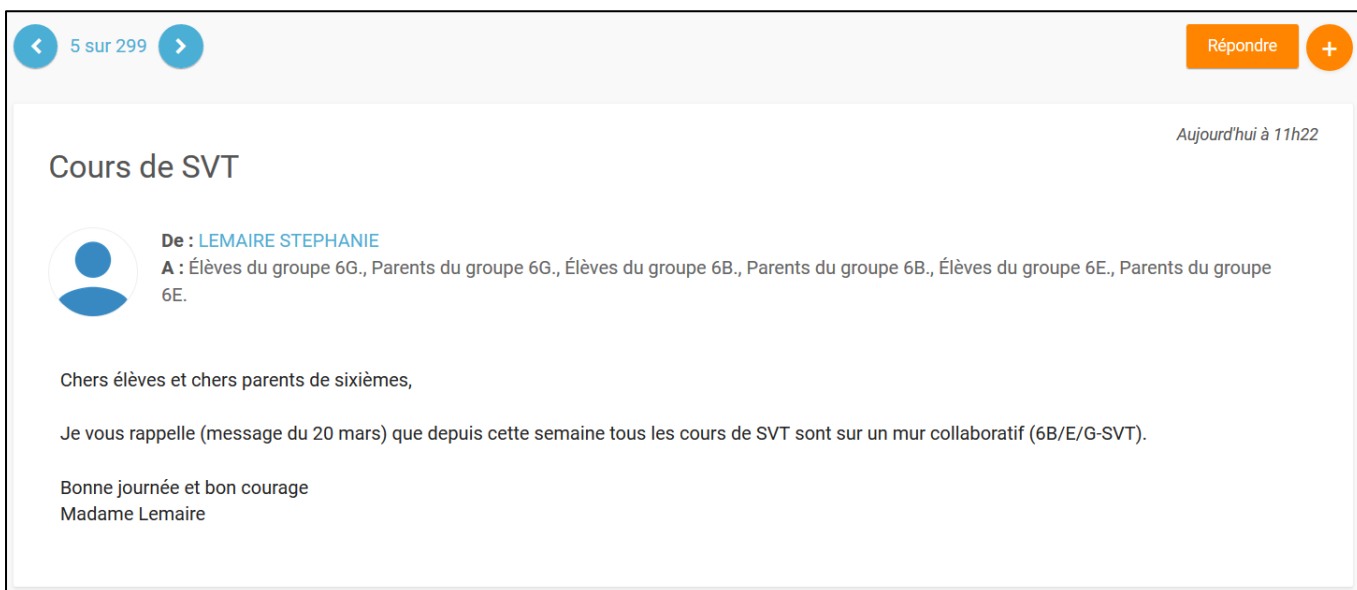 5 sur 299
Répondre
+
Aujourd'hui à 11h22
Cours de SVT
De : LEMAIRE STEPHANIE
A : Élèves du groupe 6G., Parents du groupe 6G., Élèves du groupe 6B., Parents du groupe 6B., Élèves du groupe 6E., Parents du groupe
6E.
Chers élèves et chers parents de sixièmes,
Je vous rappelle (message du 20 mars) que depuis cette semaine tous les cours de SVT sont sur un mur collaboratif (6B/E/G-SVT).
Bonne journée et bon courage
Madame Lemaire